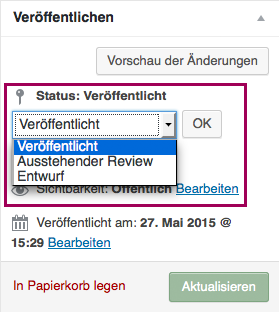 Veröffentlichen
Vorschau der Änderungen
Status: Veröffentlicht
Veröffentlicht OK
Veröffentlicht
Ausstehender Review
Entwurf
Sichtbarkeit: Öffentlich Bearbeiten
Veröffentlicht am: 27. Mai 2015 @
15:29 Bearbeiten
In Papierkorb legen Aktualisieren